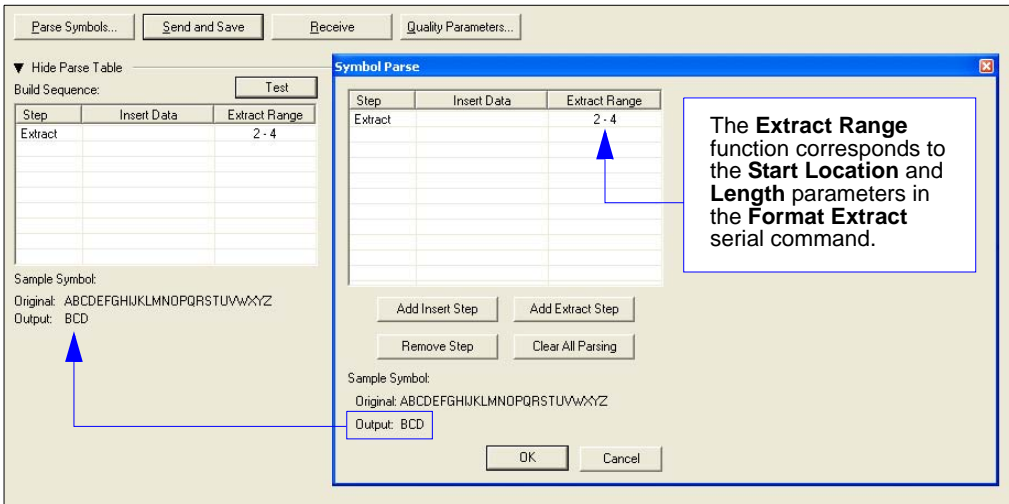 Parse Symbols... Send and Save Receive Quality Parameters...
▼ Hide Parse Table
Build Sequence: Test
Step Insert Data Extract Range
Extract 2 - 4
Sample Symbol:
Original: ABCDEFGHIJKLMNOPQRSTUVWXYZ
Output: BCD
Symbol Parse
Step Insert Data Extract Range
Extract 2 - 4
Add Insert Step Add Extract Step
Remove Step Clear All Parsing
Sample Symbol:
Original: ABCDEFGHIJKLMNOPQRSTUVWXYZ
Output: BCD
OK Cancel
The Extract Range
function corresponds to
the Start Location and
Length parameters in
the Format Extract
serial command.